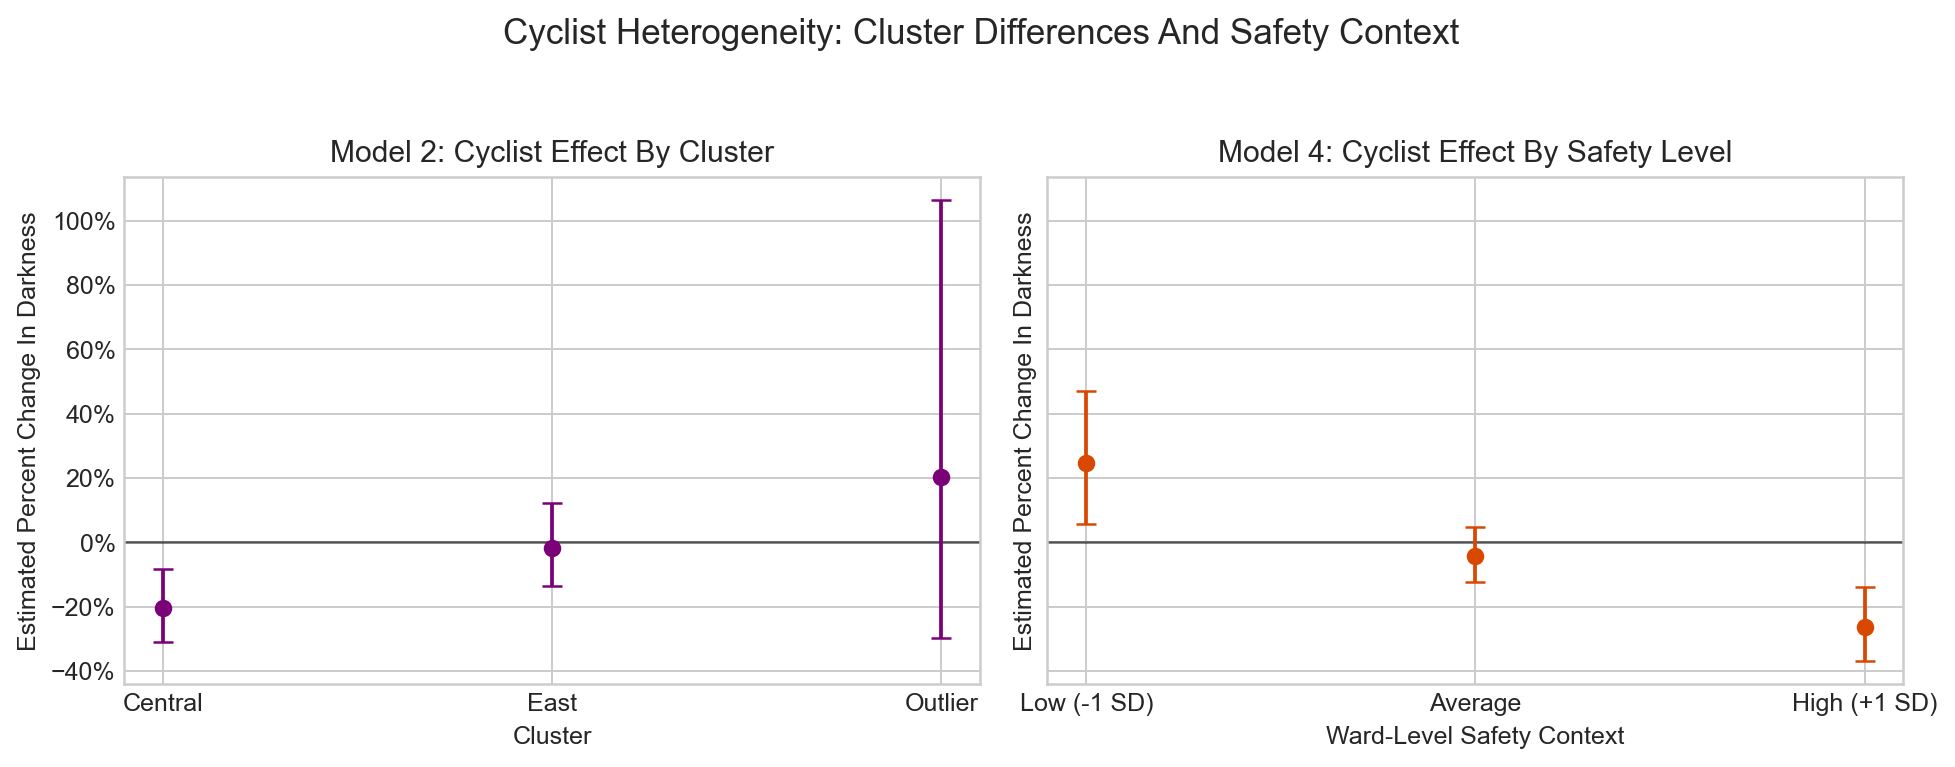 Cyclist Heterogeneity: Cluster Differences And Safety Context
Model 2: Cyclist Effect By Cluster
Estimated Percent Change In Darkness
100%
80%
60%
40%
20%
0%
−20%
−40%
Central
East
Outlier
Cluster
Model 4: Cyclist Effect By Safety Level
Estimated Percent Change In Darkness
Low (-1 SD)
Average
High (+1 SD)
Ward-Level Safety Context